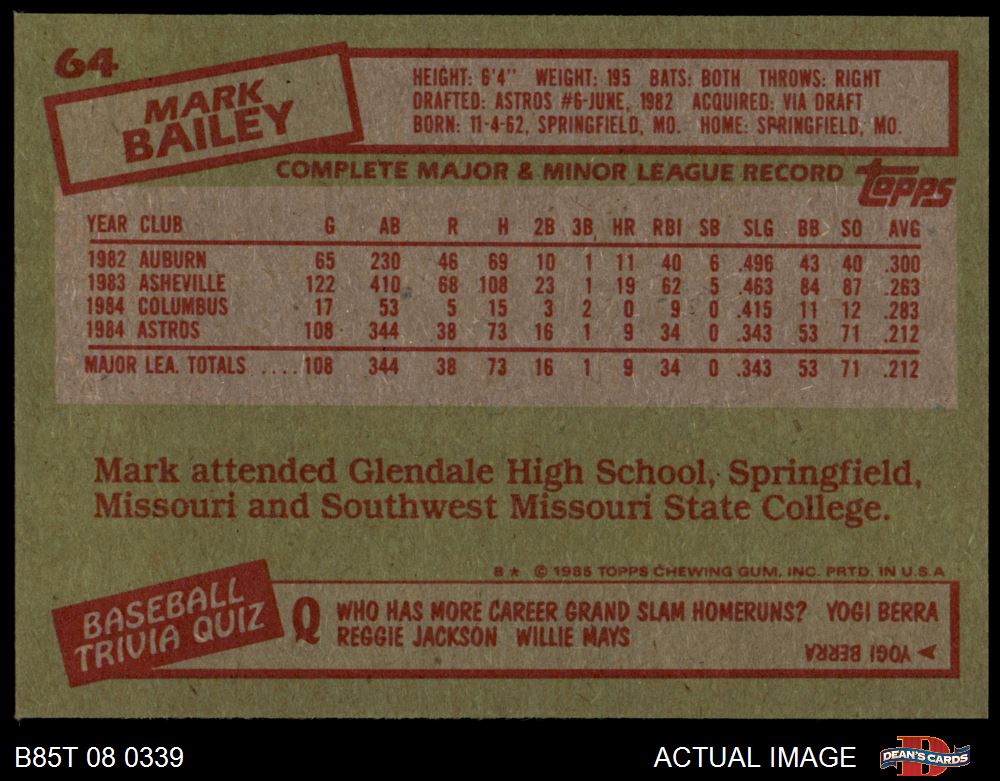 64
MARK
BAILEY
HEIGHT: 6'4" WEIGHT: 195 BATS: BOTH THROWS: RIGHT
DRAFTED: ASTROS #6-JUNE, 1982 ACQUIRED: VIA DRAFT
BORN: 11-4-62, SPRINGFIELD, MO. HOME: SPRINGFIELD, MO.
COMPLETE MAJOR & MINOR LEAGUE RECORD
topps
YEAR CLUB G AB R H 2B 3B HR RBI SB SLG BB SO AVG
1982 AUBURN 65 230 46 69 10 1 11 40 6 .496 43 40 .300
1983 ASHEVILLE 122 410 68 108 23 1 19 62 5 .463 84 87 .263
1984 COLUMBUS 17 53 5 15 3 2 0 9 0 .415 11 12 .283
1984 ASTROS 108 344 38 73 16 1 9 34 0 .343 53 71 .212
MAJOR LEA. TOTALS ....108 344 38 73 16 1 9 34 0 .343 53 71 .212
Mark attended Glendale High School, Springfield,
Missouri and Southwest Missouri State College.
B★ © 1985 TOPPS CHEWING GUM, INC. PRTD. IN U.S.A
BASEBALL
TRIVIA QUIZ
Q WHO HAS MORE CAREER GRAND SLAM HOMERUNS? YOGI BERRA
REGGIE JACKSON WILLIE MAYS
YOGI BERRA
B85T 08 0339
ACTUAL IMAGE
DEAN'S CARDS